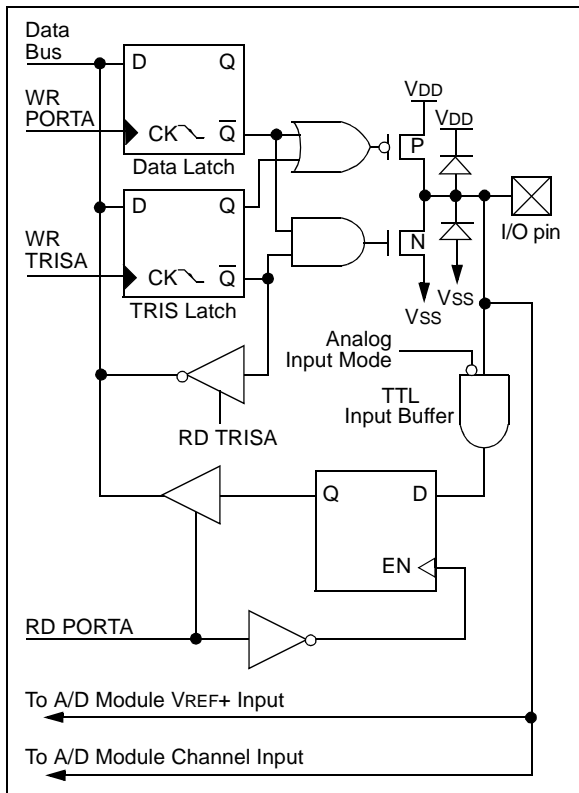 Data
Bus
D Q
VDD
VDD
WR
PORTA
CK Q
P
Data Latch
D Q
I/O pin
WR
TRISA
N
CK Q
VSS
TRIS Latch
VSS
Analog
Input Mode
TTL
Input Buffer
RD TRISA
Q D
EN
RD PORTA
To A/D Module VREF+ Input
To A/D Module Channel Input